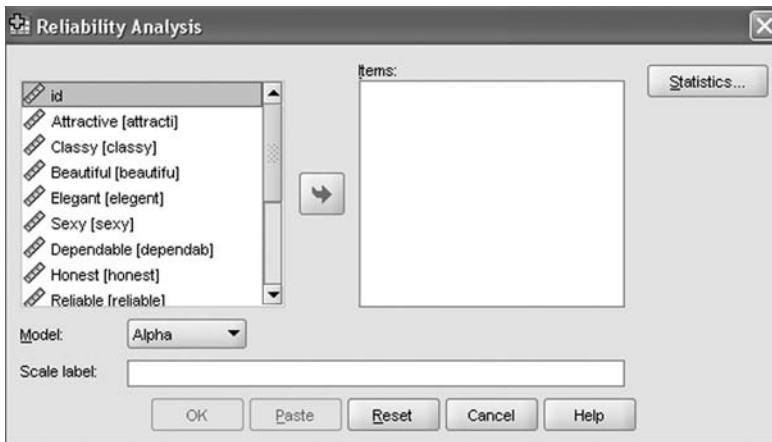 Reliability Analysis
Items:
Statistics...
id
Attractive [attracti]
Classy [classy]
Beautiful [beautifu]
Elegant [elegent]
Sexy [sexy]
Dependable [dependab]
Honest [honest]
Reliable [reliable]
Model: Alpha
Scale label:
OK Paste Reset Cancel Help